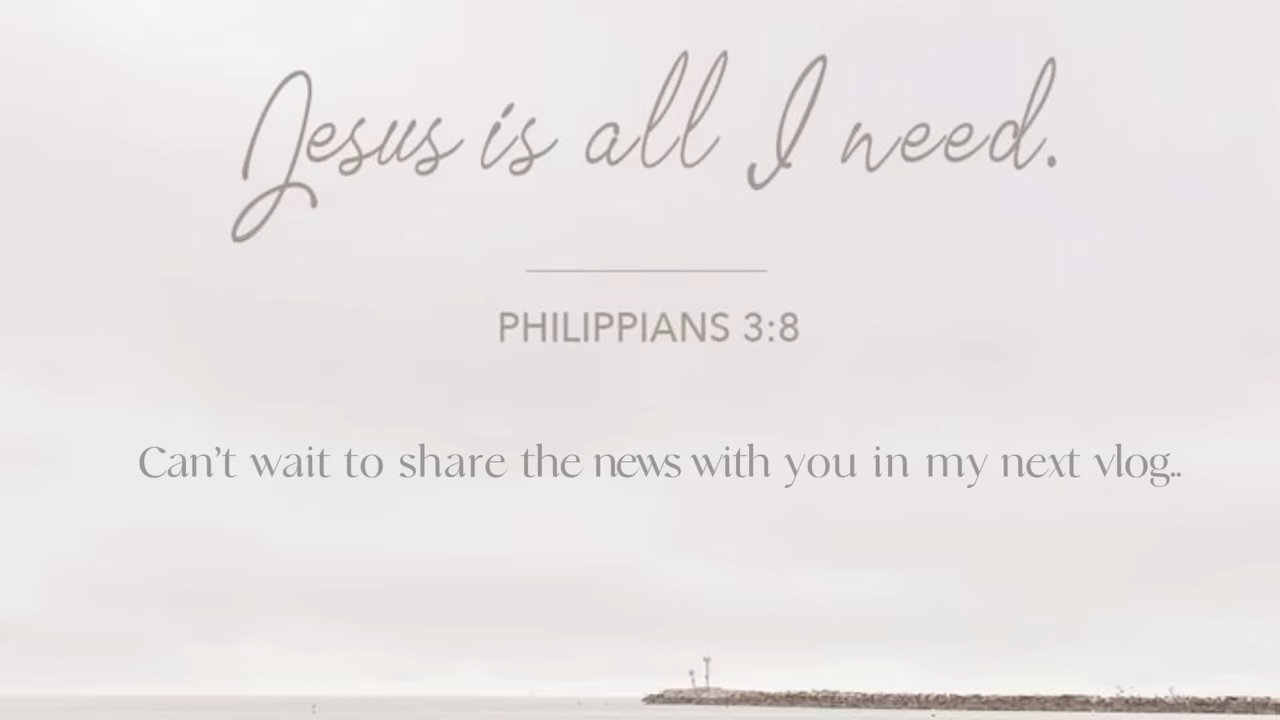 Jesus is all I need.
PHILIPPIANS 3:8
Can't wait to share the news with you in my next vlog..